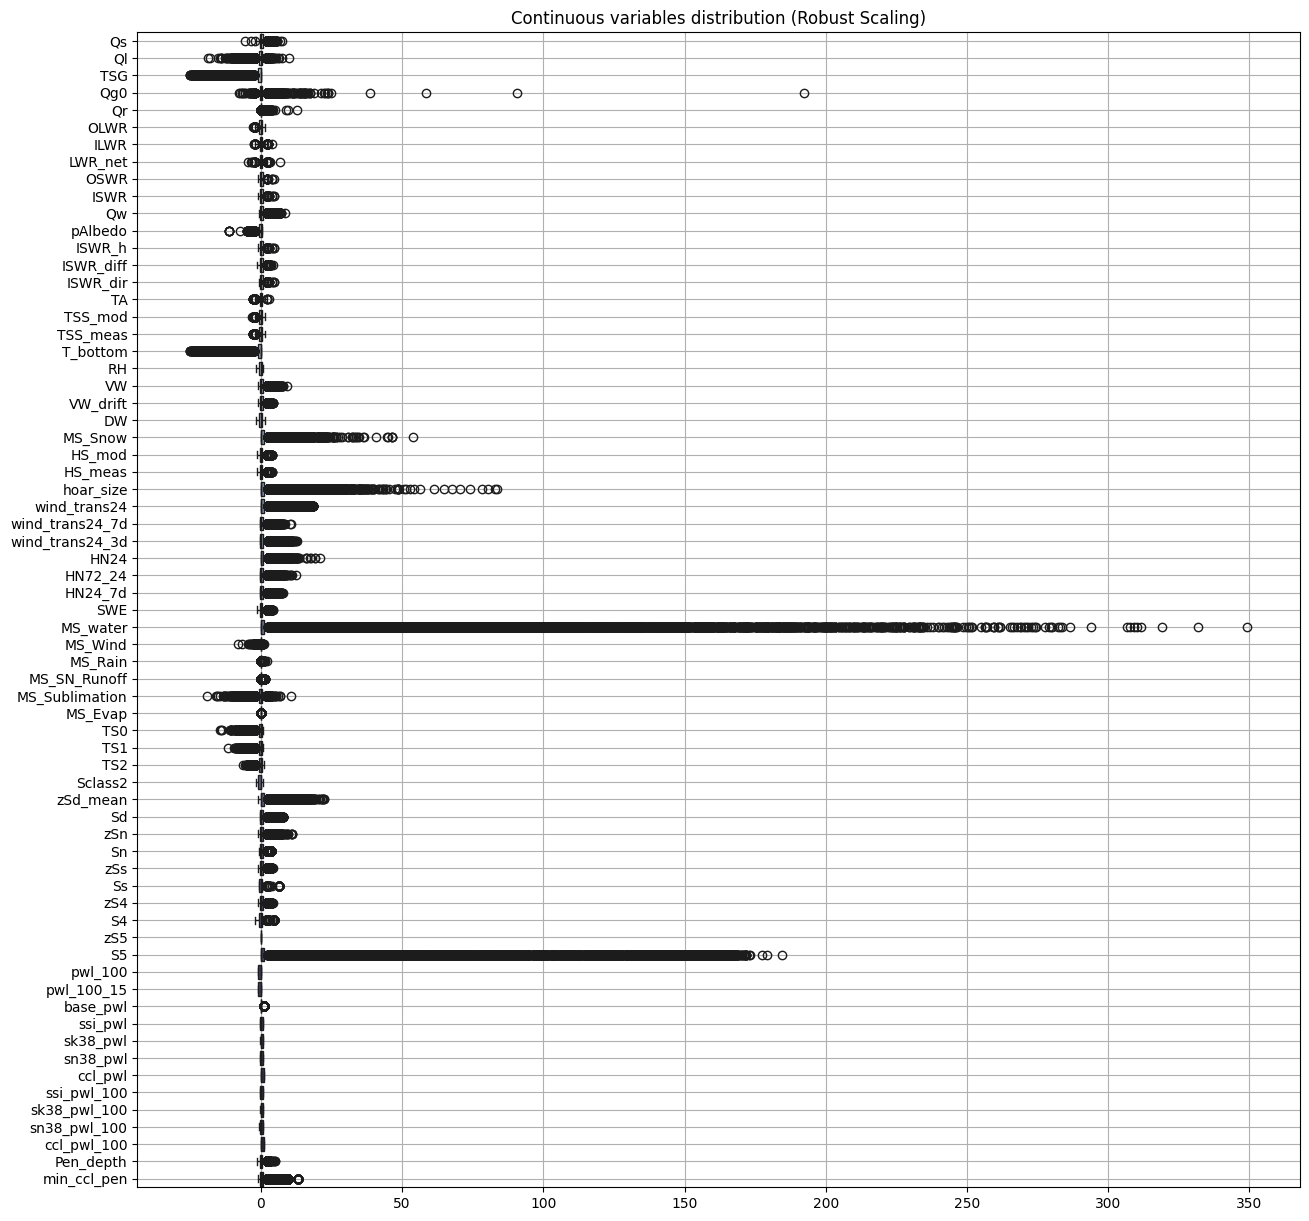 Continuous variables distribution (Robust Scaling)
Qs
Ql
TSG
Qg0
Qr
OLWR
ILWR
LWR_net
OSWR
ISWR
Qw
pAlbedo
ISWR_h
ISWR_diff
ISWR_dir
TA
TSS_mod
TSS_meas
T_bottom
RH
VW
VW_drift
DW
MS_Snow
HS_mod
HS_meas
hoar_size
wind_trans24
wind_trans24_7d
wind_trans24_3d
HN24
HN72_24
HN24_7d
SWE
MS_water
MS_Wind
MS_Rain
MS_SN_Runoff
MS_Sublimation
MS_Evap
TS0
TS1
TS2
Sclass2
zSd_mean
Sd
zSn
Sn
zSs
Ss
zS4
S4
zS5
S5
pwl_100
pwl_100_15
base_pwl
ssi_pwl
sk38_pwl
sn38_pwl
ccl_pwl
ssi_pwl_100
sk38_pwl_100
sn38_pwl_100
ccl_pwl_100
Pen_depth
min_ccl_pen
0 50 100 150 200 250 300 350